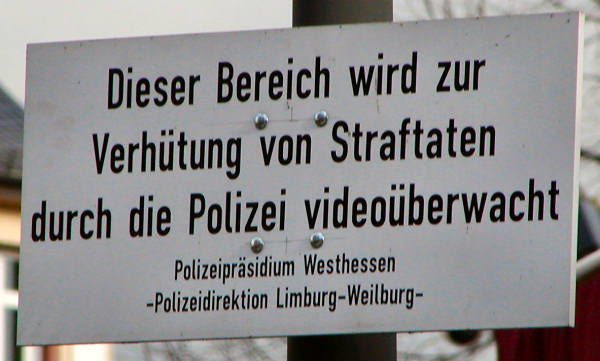 Dieser Bereich wird zur
Verhütung von Straftaten
durch die Polizei videoüberwacht
Polizeipräsidium Westhessen
-Polizeidirektion Limburg-Weilburg-